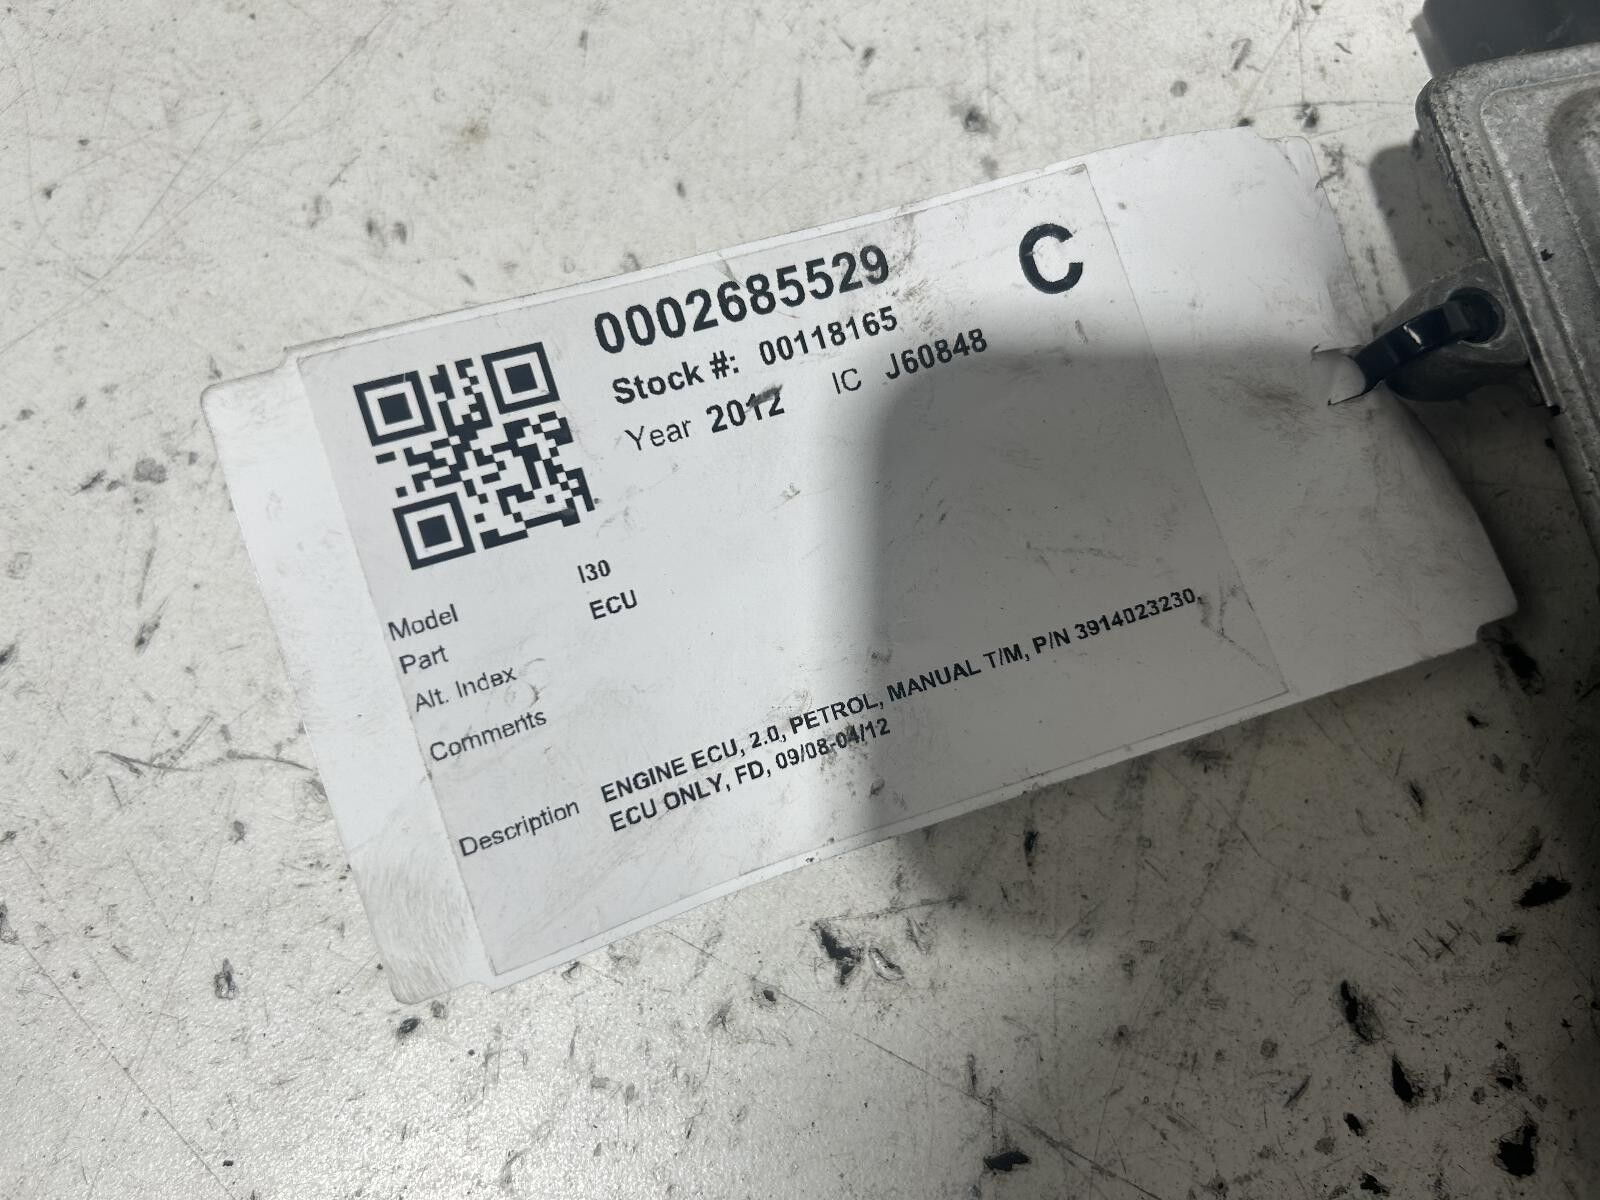 0002685529
C
Stock #: 00118165
Year 2012 IC J60848
Model I30
Part ECU
Alt. Index
Comments
Description ENGINE ECU, 2.0, PETROL, MANUAL T/M, P/N 3914023230,
ECU ONLY, FD, 09/08-04/12